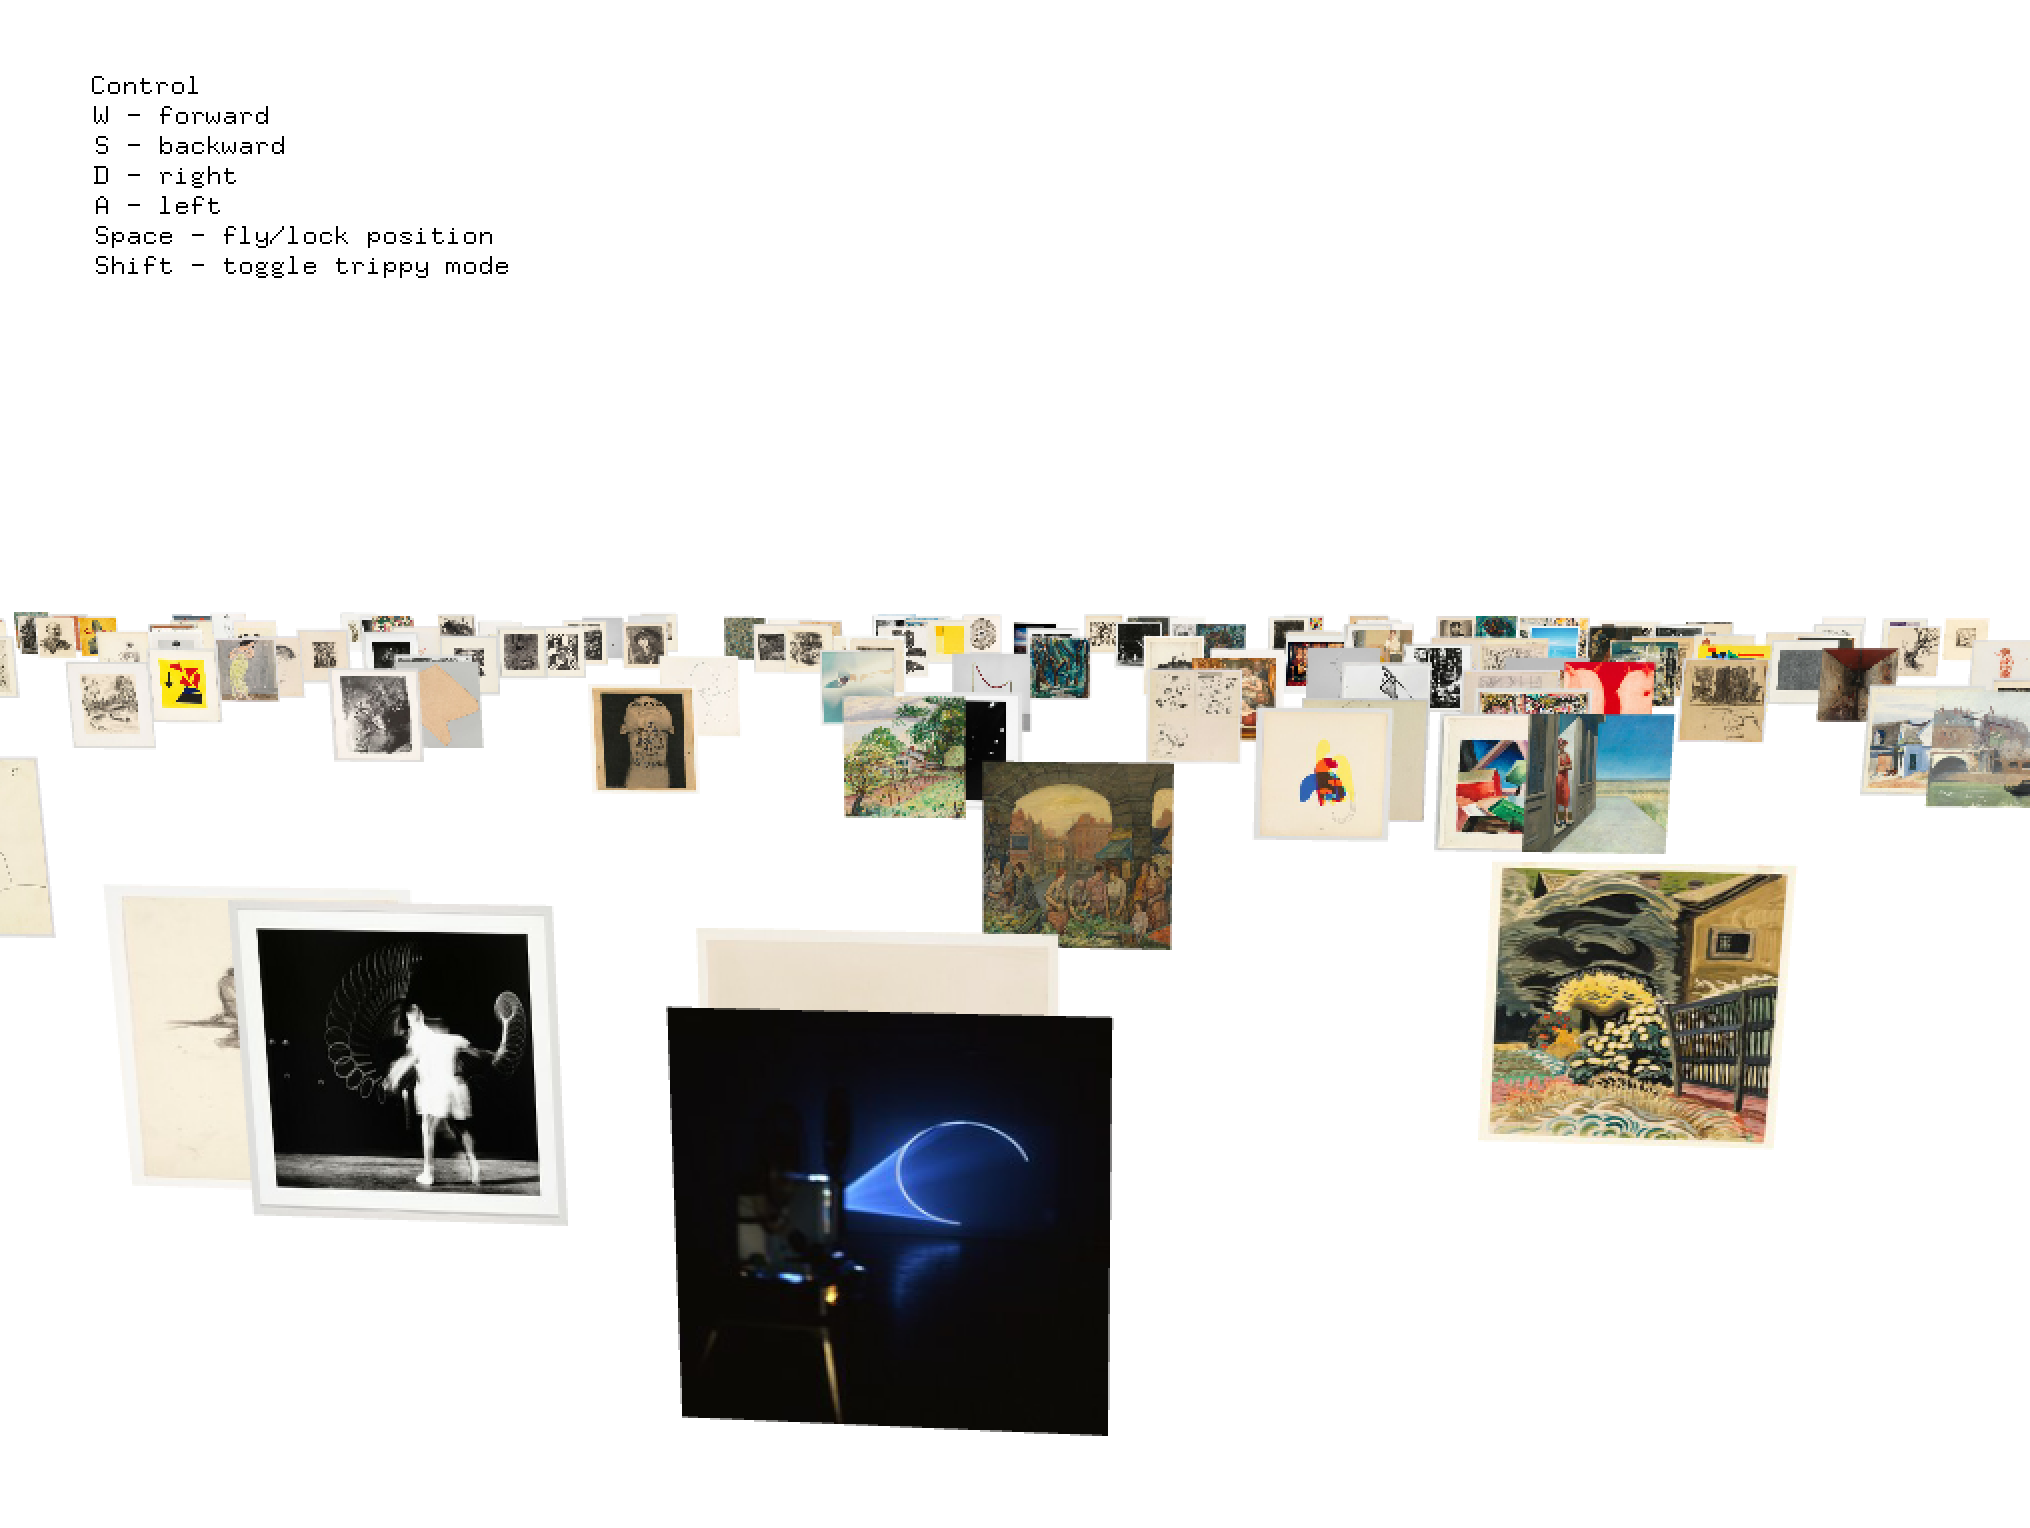 Control
W - forward
S - backward
D - right
A - left
Space - fly/lock position
Shift - toggle trippy mode